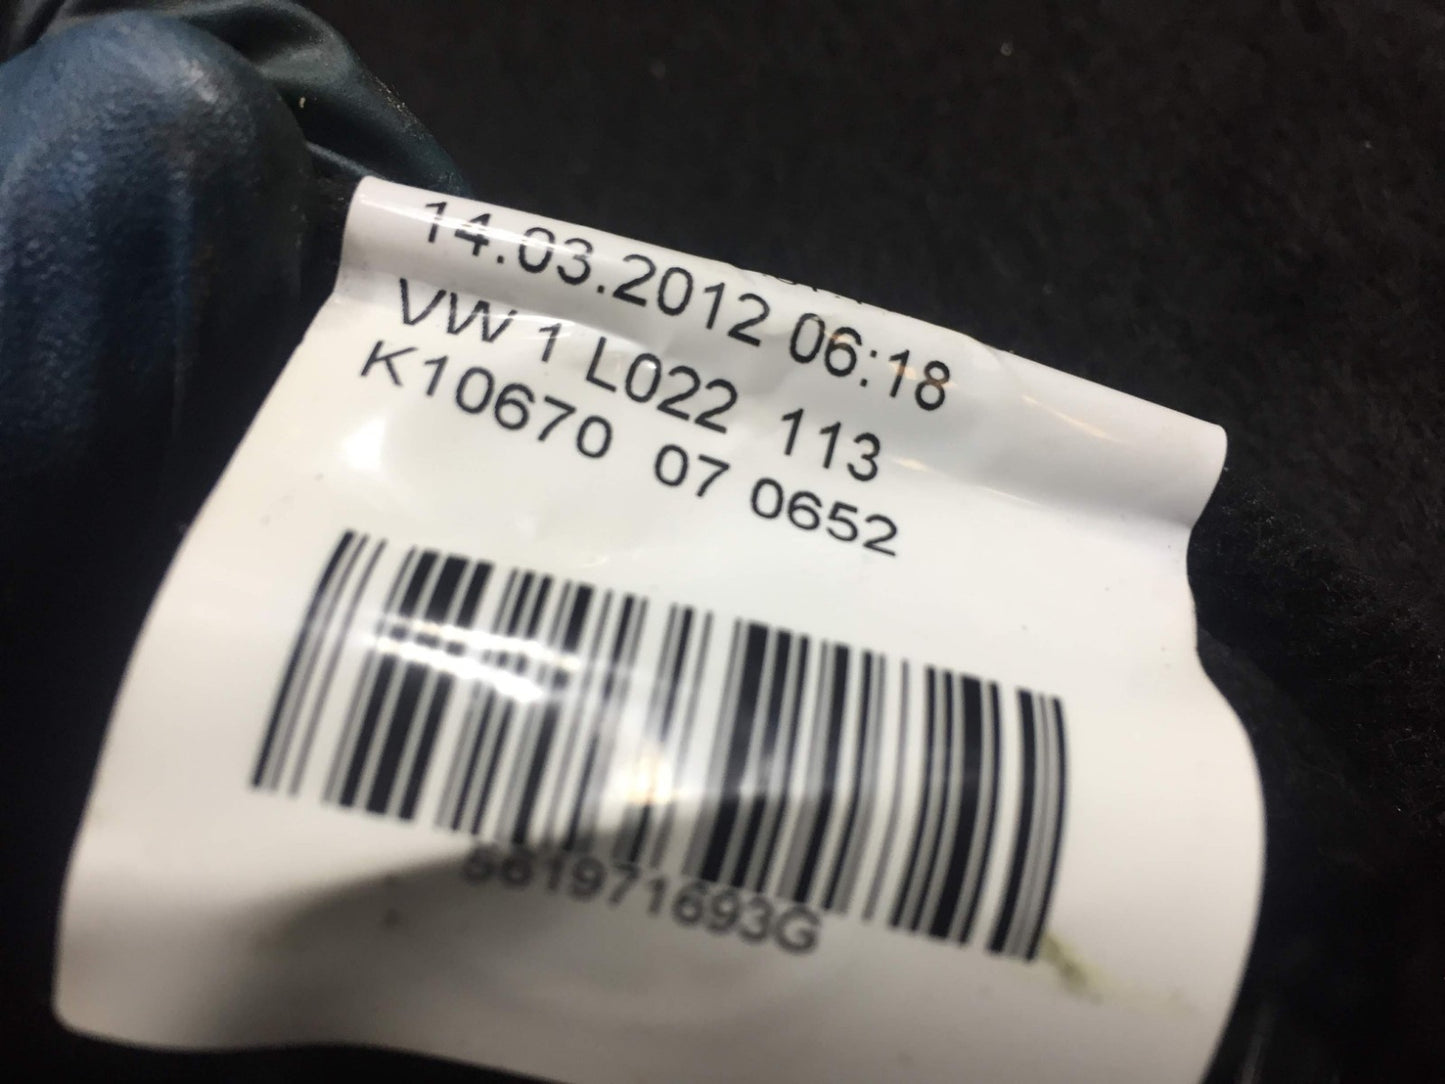 14.03.2012 06:18
VW 1 L022 113
K10670 07 0652
561971693G